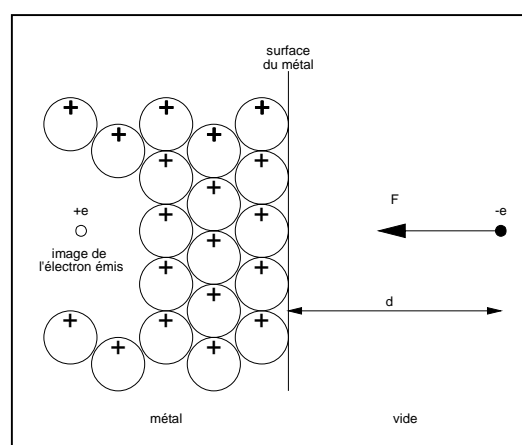 surface
du métal
+ + + + +
+ +
+ +
+e
F
-e
image de
l'électron émis
+
+
d
+ + + + +
+ +
métal
vide